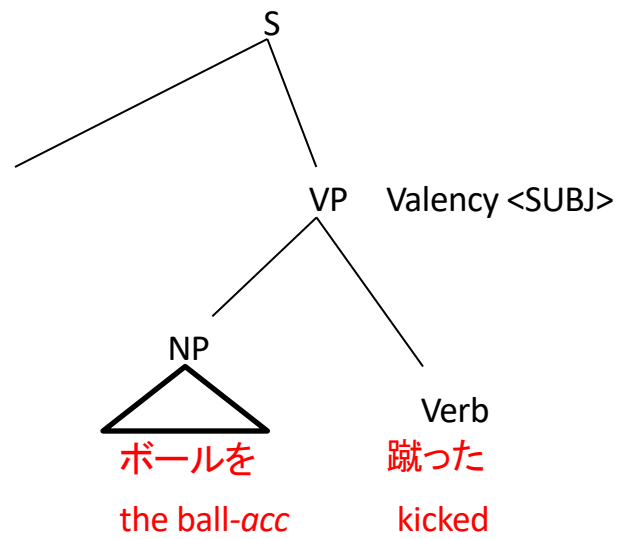 S
VP Valency <SUBJ>
NP
Verb
ボールを 蹴った
the ball-acc kicked